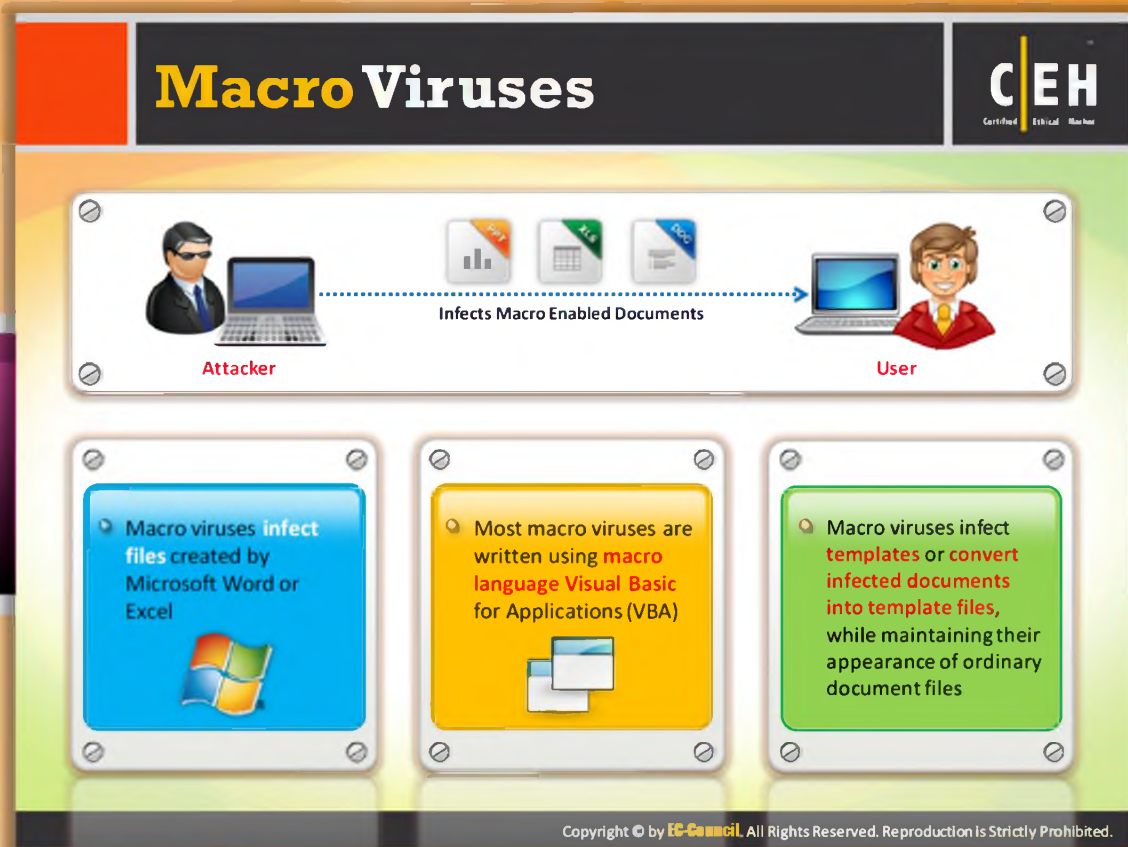 Macro Viruses
C EH
Certified Ethical Hacker
PPT
XLS
DOC
Infects Macro Enabled Documents
Attacker
User
Macro viruses infect
files created by
Microsoft Word or
Excel
Most macro viruses are
written using macro
language Visual Basic
for Applications (VBA)
Macro viruses infect
templates or convert
infected documents
into template files,
while maintaining their
appearance of ordinary
document files
Copyright © by EC-Council. All Rights Reserved. Reproduction is Strictly Prohibited.